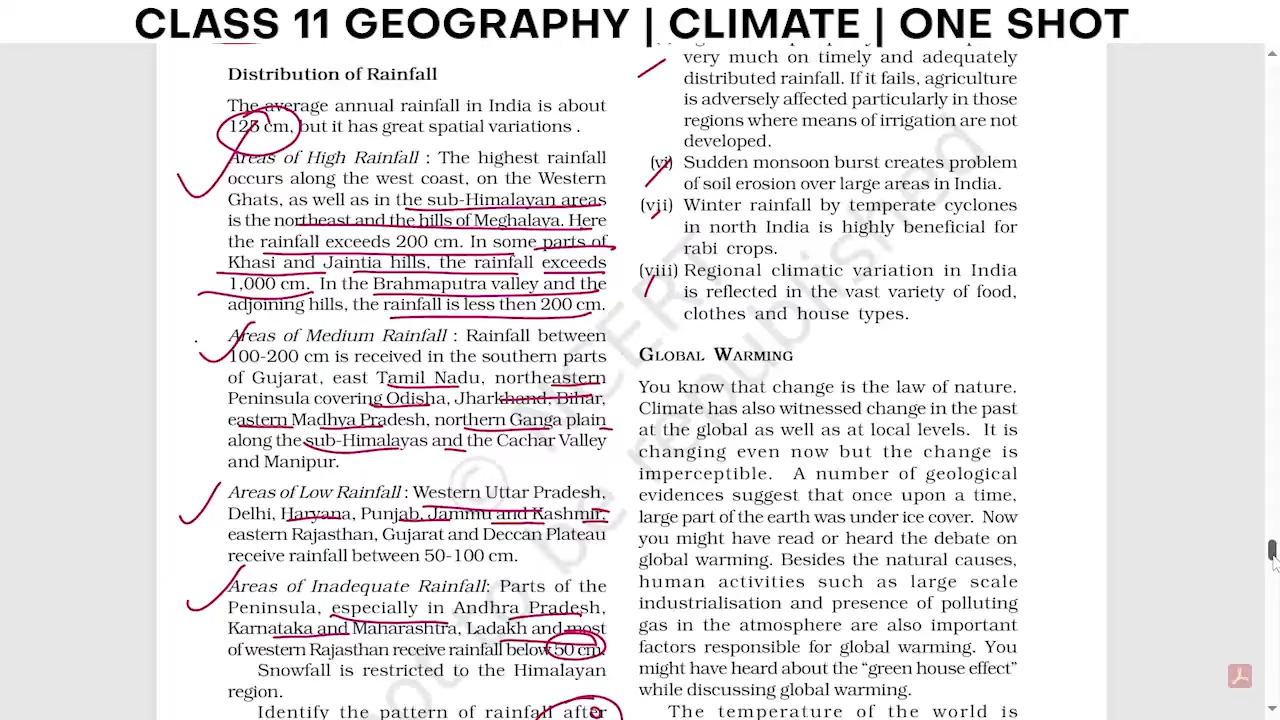 CLASS 11 GEOGRAPHY | CLIMATE | ONE SHOT
Distribution of Rainfall
The average annual rainfall in India is about
125 cm, but it has great spatial variations .
Areas of High Rainfall : The highest rainfall
occurs along the west coast, on the Western
Ghats, as well as in the sub-Himalayan areas
is the northeast and the hills of Meghalaya. Here
the rainfall exceeds 200 cm. In some parts of
Khasi and Jaintia hills, the rainfall exceeds
1,000 cm. In the Brahmaputra valley and the
adjoining hills, the rainfall is less then 200 cm.
Areas of Medium Rainfall : Rainfall between
100-200 cm is received in the southern parts
of Gujarat, east Tamil Nadu, northeastern
Peninsula covering Odisha, Jharkhand, Bihar,
eastern Madhya Pradesh, northern Ganga plain
along the sub-Himalayas and the Cachar Valley
and Manipur.
Areas of Low Rainfall : Western Uttar Pradesh,
Delhi, Haryana, Punjab, Jammu and Kashmir,
eastern Rajasthan, Gujarat and Deccan Plateau
receive rainfall between 50-100 cm.
Areas of Inadequate Rainfall: Parts of the
Peninsula, especially in Andhra Pradesh,
Karnataka and Maharashtra, Ladakh and most
of western Rajasthan receive rainfall below 50 cm.
Snowfall is restricted to the Himalayan
region.
Identify the pattern of rainfall after
very much on timely and adequately
distributed rainfall. If it fails, agriculture
is adversely affected particularly in those
regions where means of irrigation are not
developed.
(vi) Sudden monsoon burst creates problem
of soil erosion over large areas in India.
(vii) Winter rainfall by temperate cyclones
in north India is highly beneficial for
rabi crops.
(viii) Regional climatic variation in India
is reflected in the vast variety of food,
clothes and house types.
GLOBAL WARMING
You know that change is the law of nature.
Climate has also witnessed change in the past
at the global as well as at local levels. It is
changing even now but the change is
imperceptible. A number of geological
evidences suggest that once upon a time,
large part of the earth was under ice cover. Now
you might have read or heard the debate on
global warming. Besides the natural causes,
human activities such as large scale
industrialisation and presence of polluting
gas in the atmosphere are also important
factors responsible for global warming. You
might have heard about the “green house effect”
while discussing global warming.
The temperature of the world is
© NCERT
not to be republished